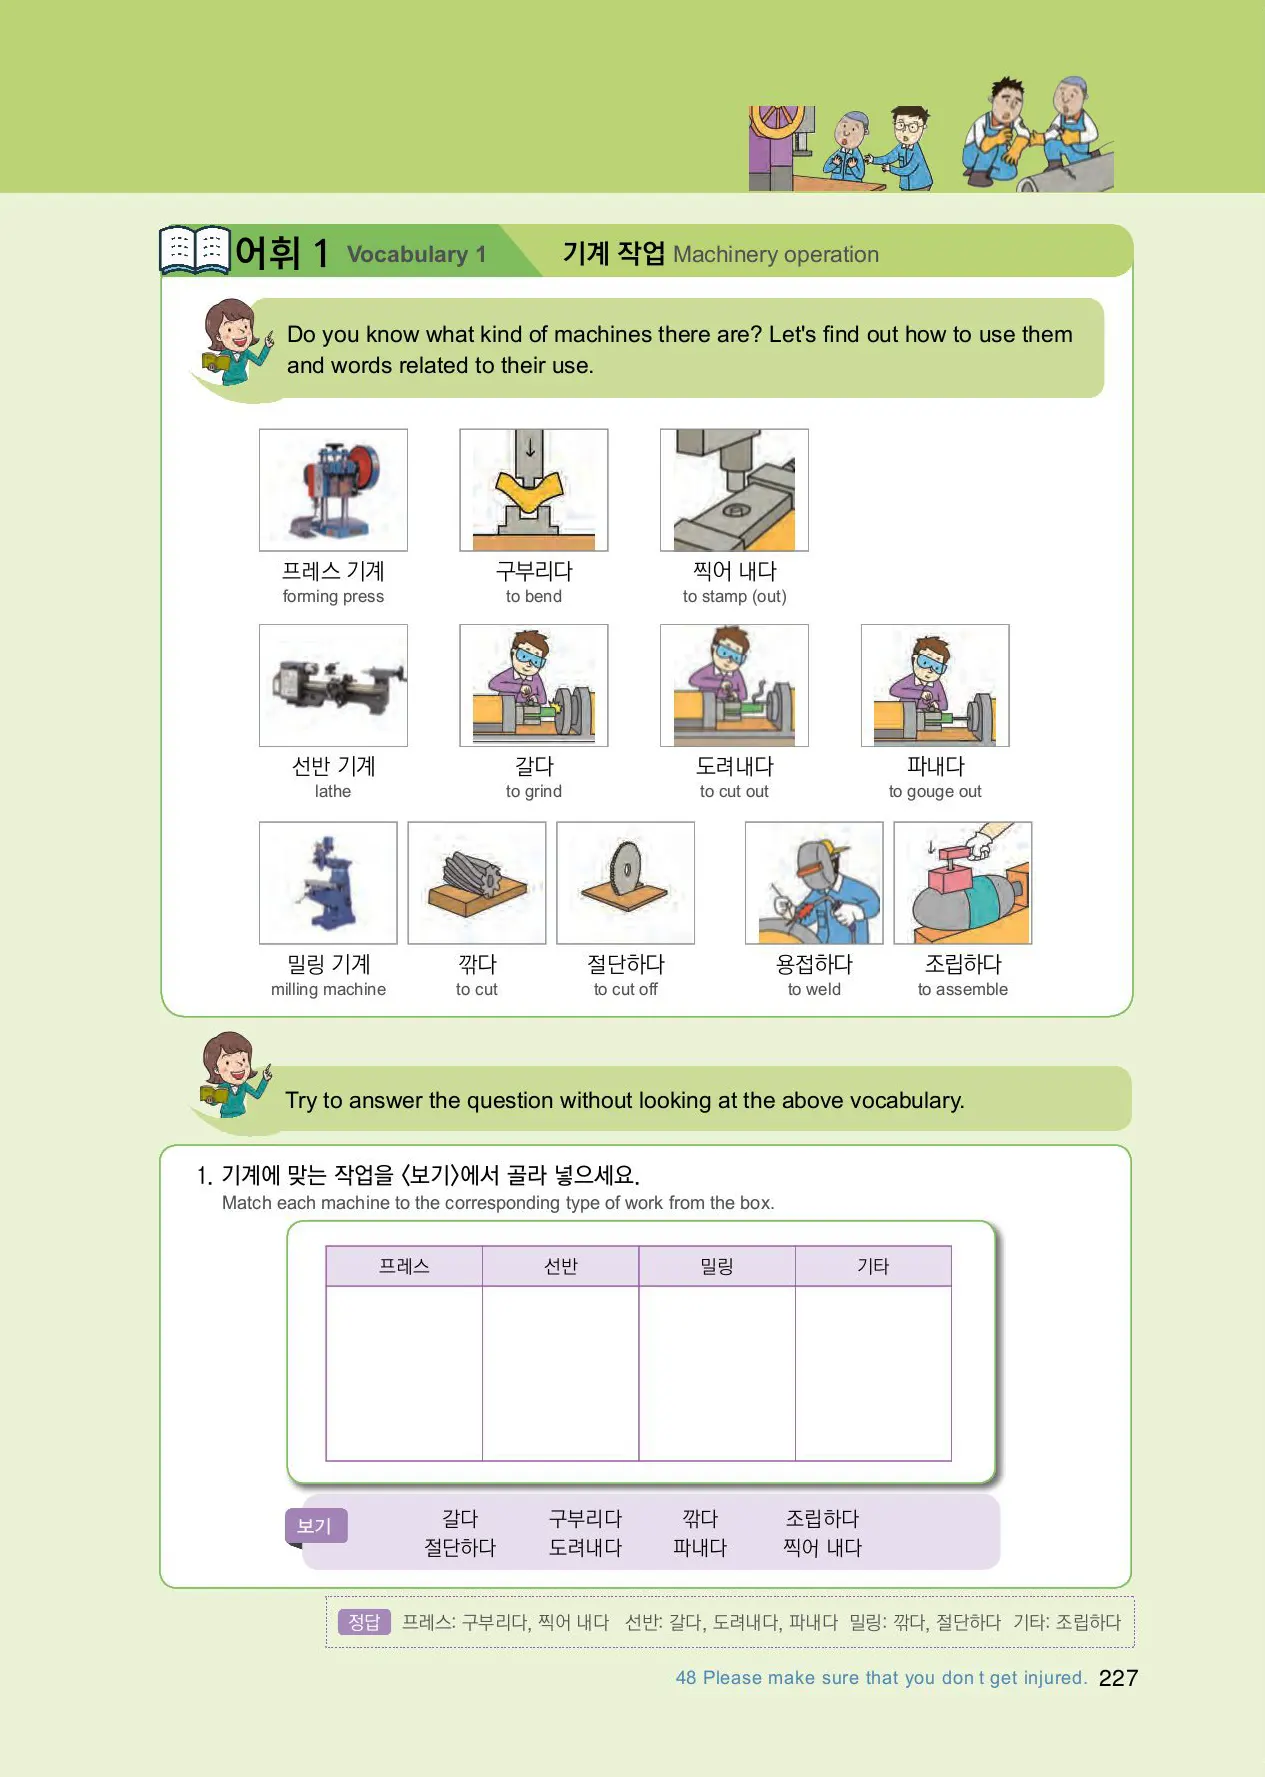 어휘 1 Vocabulary 1 기계 작업 Machinery operation
Do you know what kind of machines there are? Let's find out how to use them
and words related to their use.
프레스 기계 구부리다 찍어 내다
forming press to bend to stamp (out)
선반 기계 갈다 도려내다 파내다
lathe to grind to cut out to gouge out
밀링 기계 깎다 절단하다 용접하다 조립하다
milling machine to cut to cut off to weld to assemble
Try to answer the question without looking at the above vocabulary.
1. 기계에 맞는 작업을 〈보기〉에서 골라 넣으세요.
Match each machine to the corresponding type of work from the box.
프레스 선반 밀링 기타
보기 갈다 구부리다 깎다 조립하다
절단하다 도려내다 파내다 찍어 내다
정답 프레스: 구부리다, 찍어 내다 선반: 갈다, 도려내다, 파내다 밀링: 깎다, 절단하다 기타: 조립하다
48 Please make sure that you don t get injured. 227